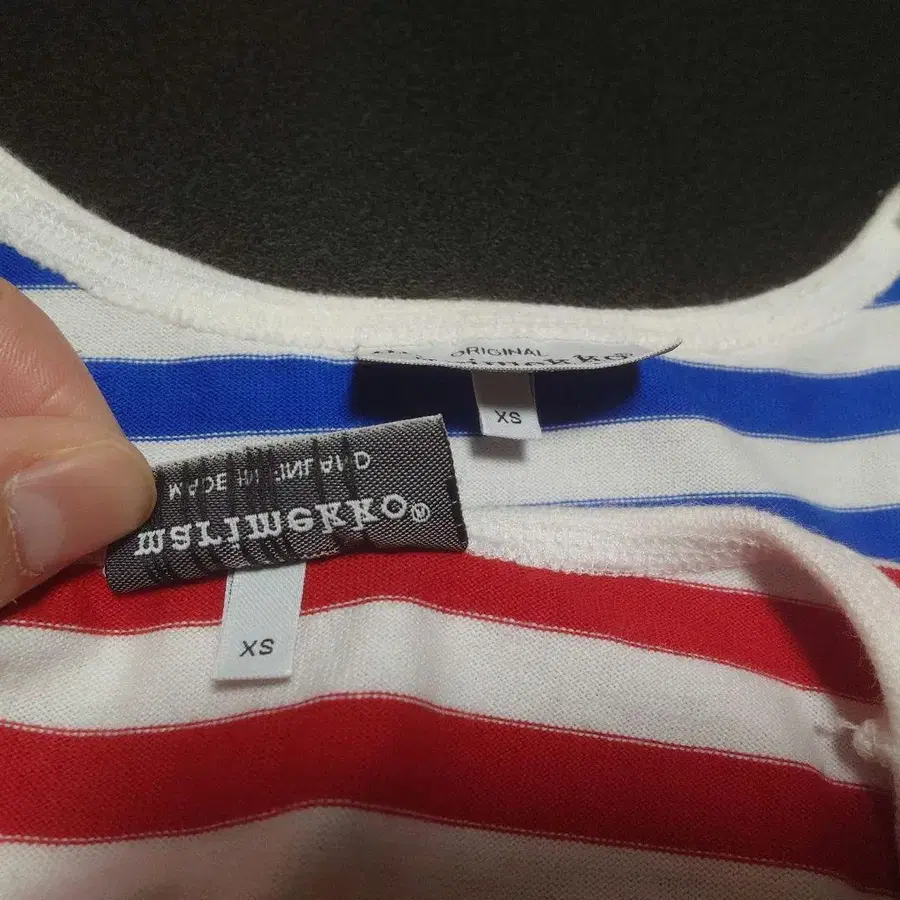 ORIGINAL
marimekko
XS
MADE IN FINLAND
marimekko®
XS